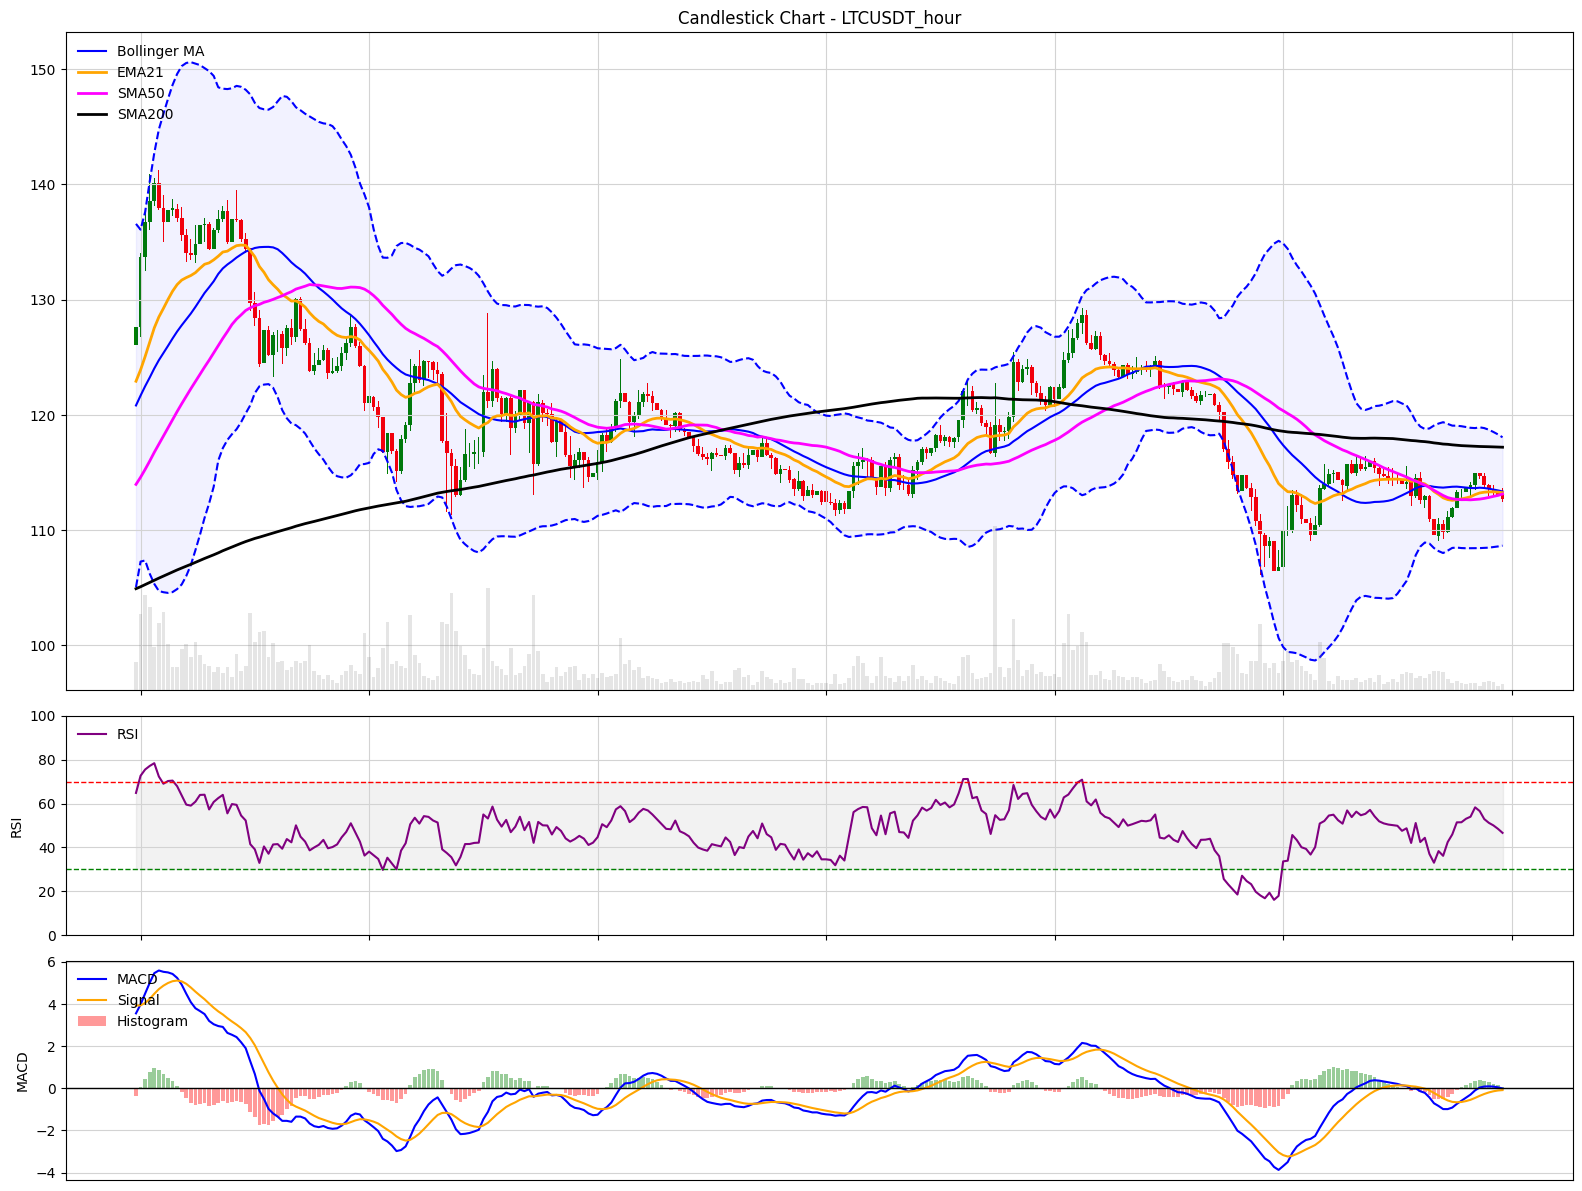 Candlestick Chart - LTCUSDT_hour
Bollinger MA
EMA21
SMA50
SMA200
150
140
130
120
110
100
RSI
100
80
60
40
20
0
RSI
MACD
Signal
Histogram
6
4
2
0
−2
−4
MACD